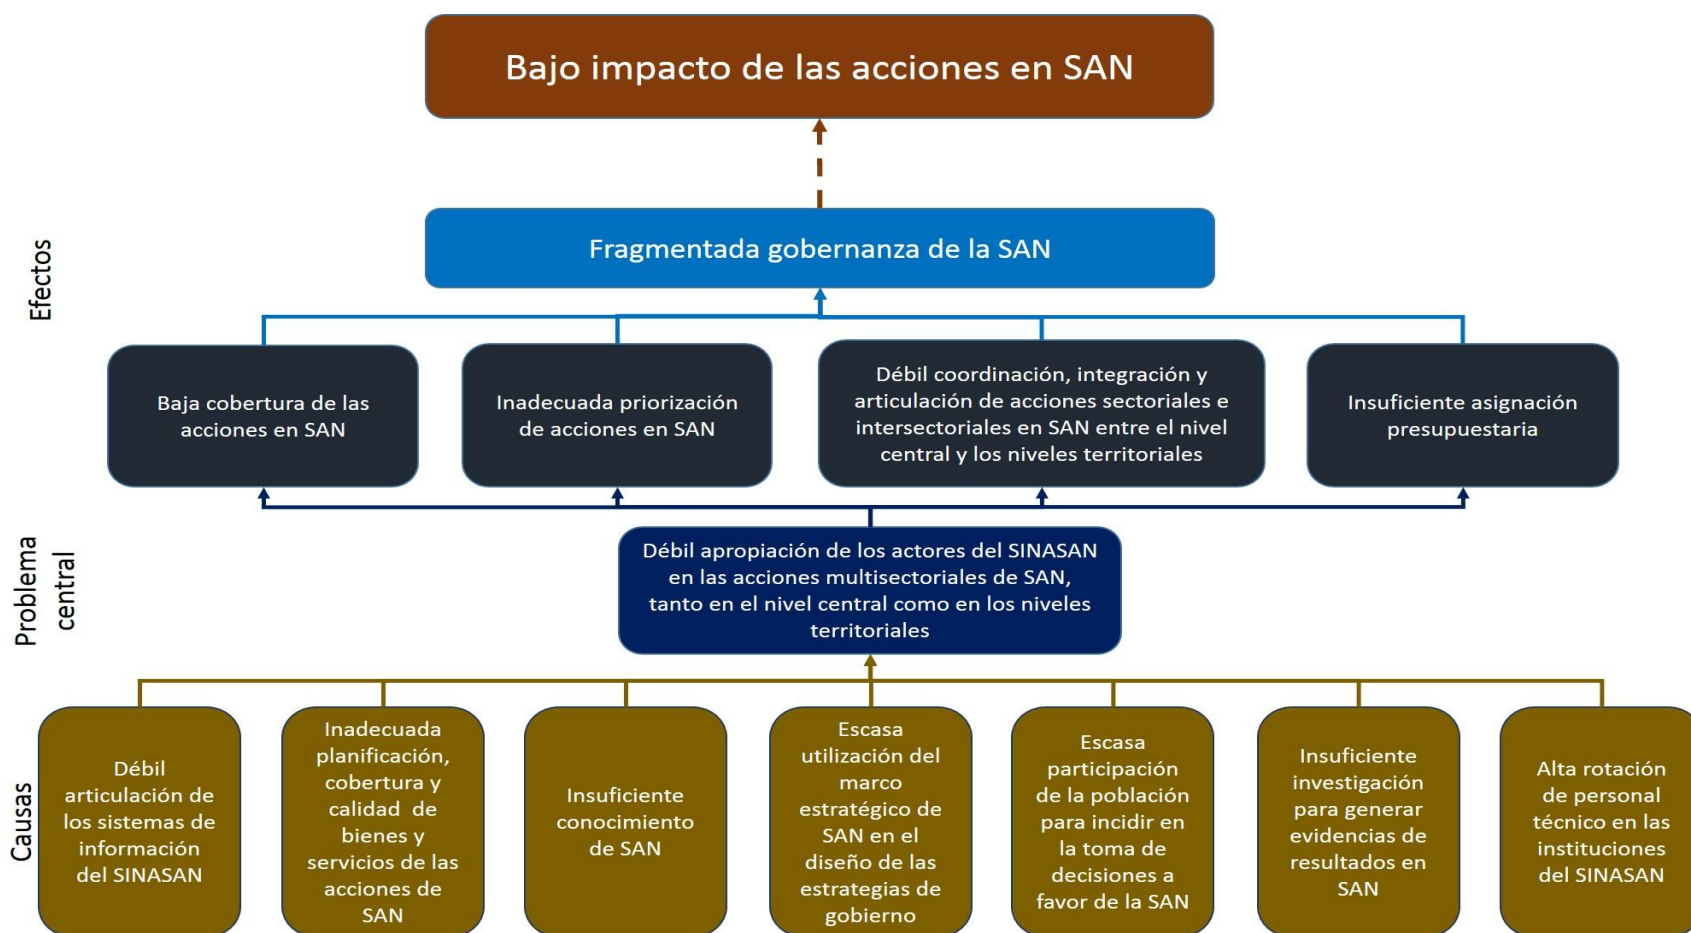 Bajo impacto de las acciones en SAN
Efectos
Fragmentada gobernanza de la SAN
Baja cobertura de las
acciones en SAN
Inadecuada priorización
de acciones en SAN
Débil coordinación, integración y
articulación de acciones sectoriales e
intersectoriales en SAN entre el nivel
central y los niveles territoriales
Insuficiente asignación
presupuestaria
Problema
central
Débil apropiación de los actores del SINASAN
en las acciones multisectoriales de SAN,
tanto en el nivel central como en los niveles
territoriales
Causas
Débil
articulación de
los sistemas de
información
del SINASAN
Inadecuada
planificación,
cobertura y
calidad de
bienes y
servicios de las
acciones de
SAN
Insuficiente
conocimiento
de SAN
Escasa
utilización del
marco
estratégico de
SAN en el
diseño de las
estrategias de
gobierno
Escasa
participación
de la población
para incidir en
la toma de
decisiones a
favor de la SAN
Insuficiente
investigación
para generar
evidencias de
resultados en
SAN
Alta rotación
de personal
técnico en las
instituciones
del SINASAN